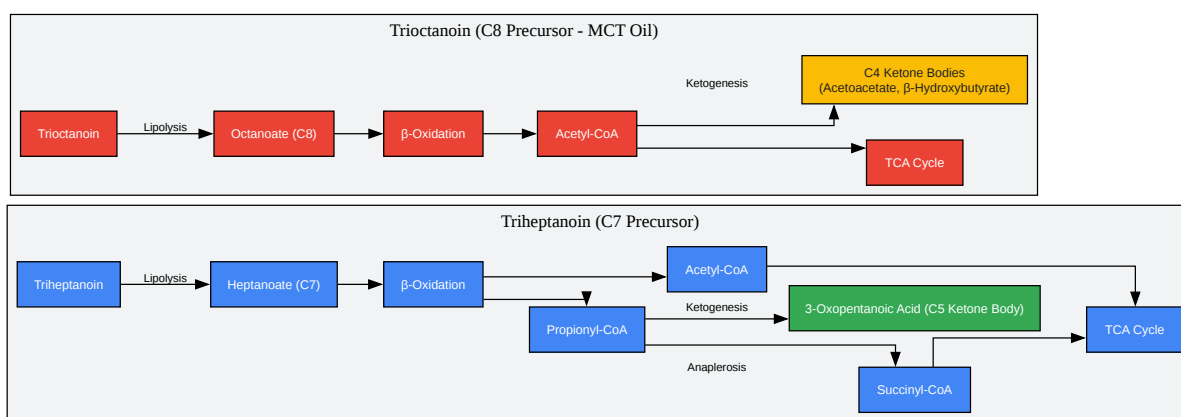 Trioctanoin (C8 Precursor - MCT Oil)
Ketogenesis
C4 Ketone Bodies
(Acetoacetate, β-Hydroxybutyrate)
Trioctanoin
Lipolysis
Octanoate (C8)
β-Oxidation
Acetyl-CoA
TCA Cycle
Triheptanoin (C7 Precursor)
Triheptanoin
Lipolysis
Heptanoate (C7)
β-Oxidation
Acetyl-CoA
Propionyl-CoA
Ketogenesis
3-Oxopentanoic Acid (C5 Ketone Body)
TCA Cycle
Anaplerosis
Succinyl-CoA